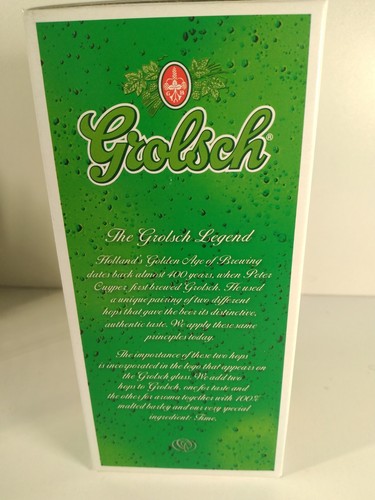 Grolsch®
The Grolsch Legend
Holland's Golden Age of Brewing
dates back almost 400 years, when Peter
Cuyper first brewed Grolsch. He used
a unique pairing of two different
hops that gave the beer its distinctive,
authentic taste. We apply these same
principles today.
The importance of these two hops
is incorporated in the logo that appears on
the Grolsch glass. We add two
hops to Grolsch, one for taste and
the other for aroma together with 100%
malted barley and our very special
ingredient: Time.